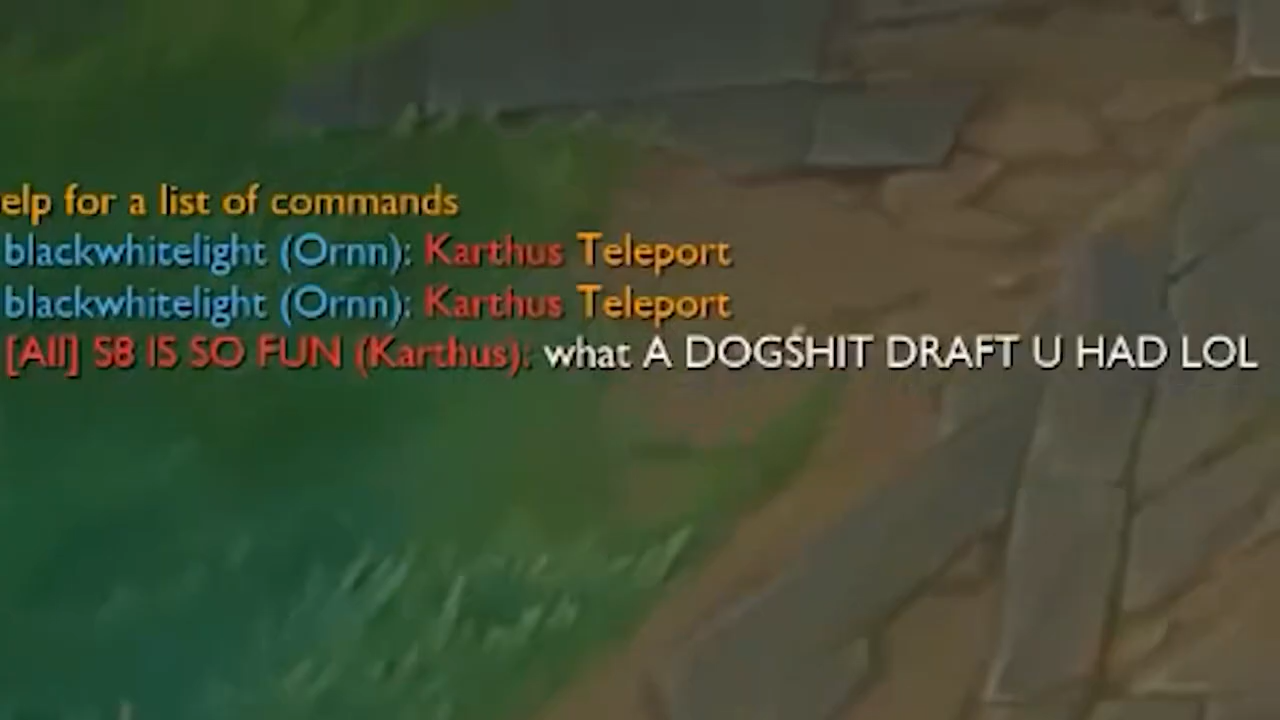 elp for a list of commands
blackwhitelight (Ornn): Karthus Teleport
blackwhitelight (Ornn): Karthus Teleport
[All] S8 IS SO FUN (Karthus): what A DOGSHIT DRAFT U HAD LOL